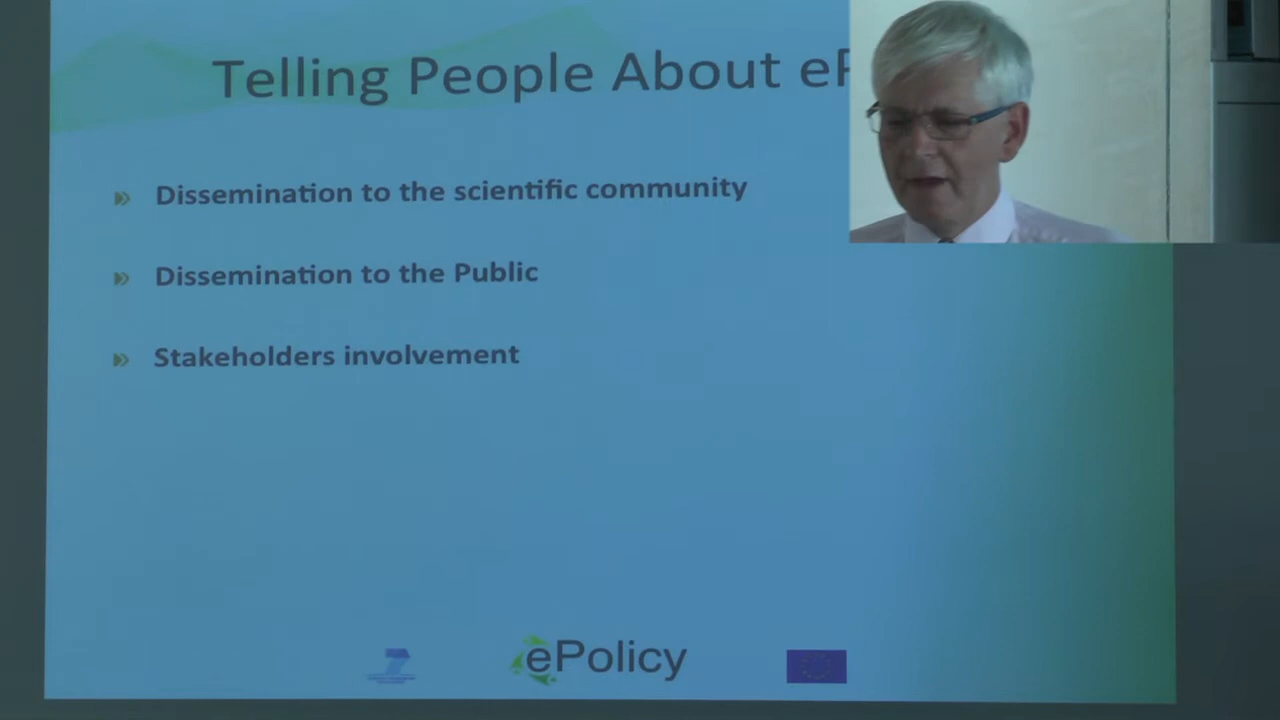 Telling People About eP
Dissemination to the scientific community
Dissemination to the Public
Stakeholders involvement
ePolicy